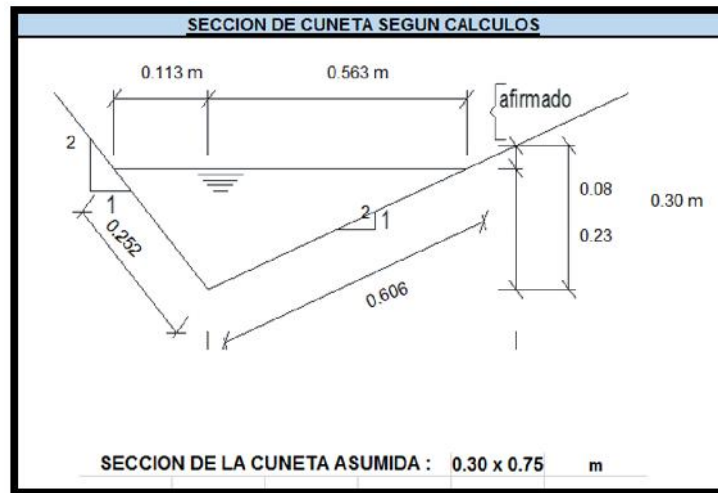 SECCION DE CUNETA SEGUN CALCULOS
0.113 m 0.563 m
afirmado
2
1
0.252
2
1
0.606
0.08
0.23
0.30 m
SECCION DE LA CUNETA ASUMIDA : 0.30 x 0.75 m